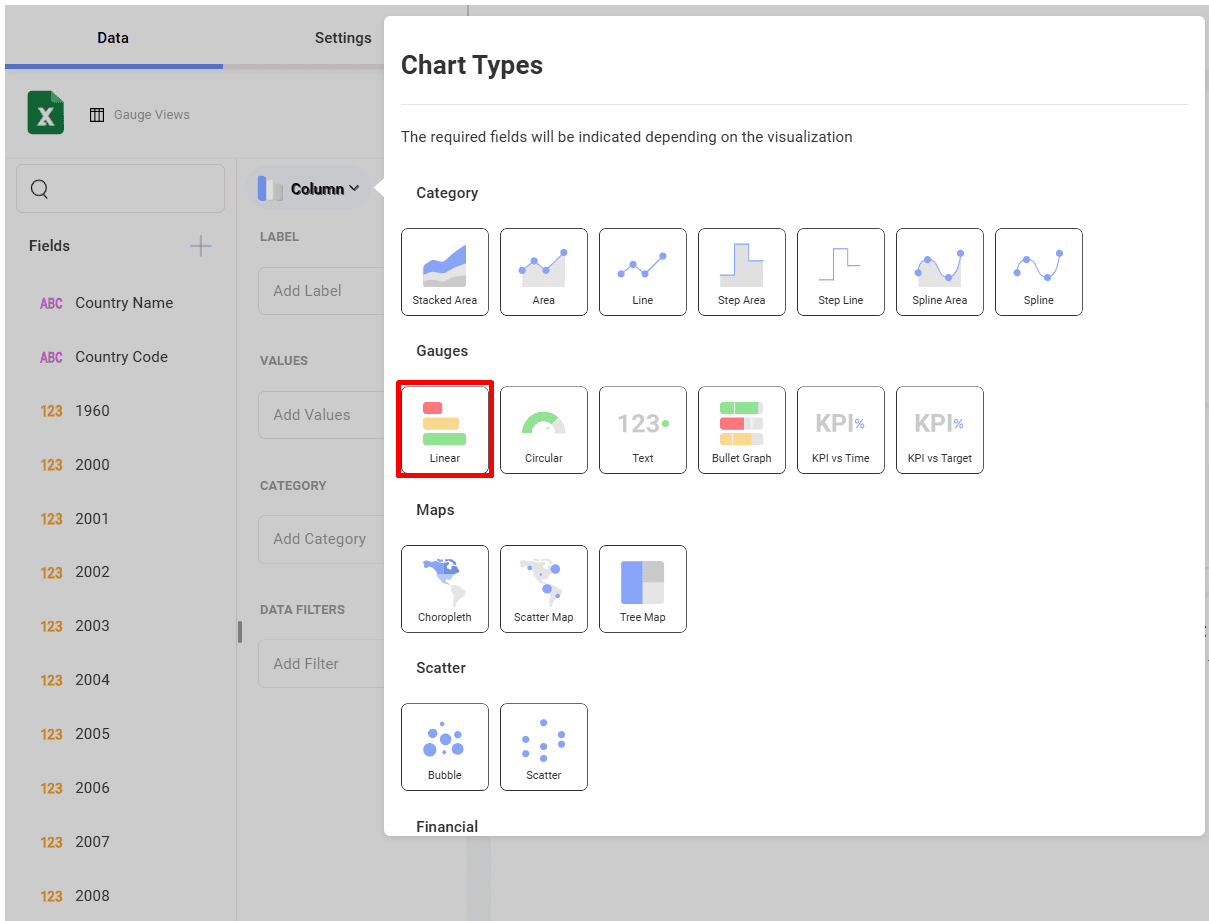 Data
Settings
X
Gauge Views
Column
Fields
ABC Country Name
ABC Country Code
123 1960
123 2000
123 2001
123 2002
123 2003
123 2004
123 2005
123 2006
123 2007
123 2008
LABEL
Add Label
VALUES
Add Values
CATEGORY
Add Category
DATA FILTERS
Add Filter
Chart Types
The required fields will be indicated depending on the visualization
Category
Stacked Area
Area
Line
Step Area
Step Line
Spline Area
Spline
Gauges
Linear
Circular
123
Text
Bullet Graph
KPI%
KPI vs Time
KPI%
KPI vs Target
Maps
Choropleth
Scatter Map
Tree Map
Scatter
Bubble
Scatter
Financial